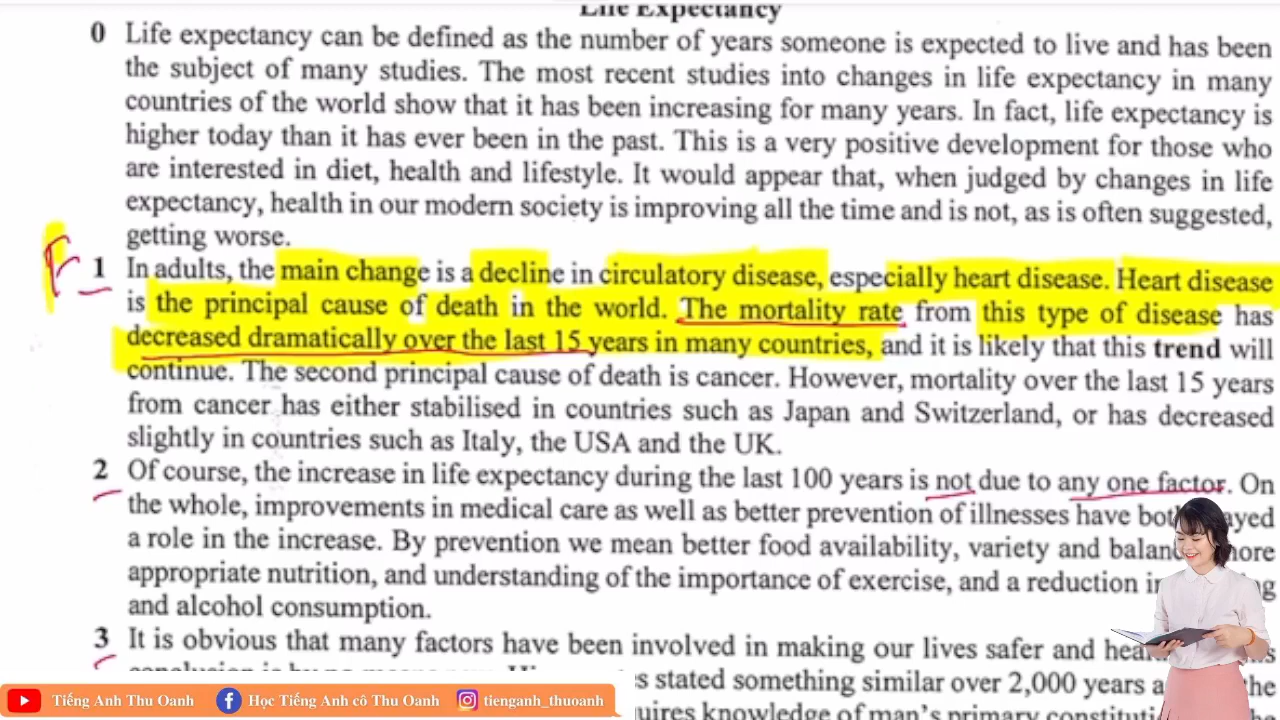 Life Expectancy
0 Life expectancy can be defined as the number of years someone is expected to live and has been
the subject of many studies. The most recent studies into changes in life expectancy in many
countries of the world show that it has been increasing for many years. In fact, life expectancy is
higher today than it has ever been in the past. This is a very positive development for those who
are interested in diet, health and lifestyle. It would appear that, when judged by changes in life
expectancy, health in our modern society is improving all the time and is not, as is often suggested,
getting worse.
F 1 In adults, the main change is a decline in circulatory disease, especially heart disease. Heart disease
is the principal cause of death in the world. The mortality rate from this type of disease has
decreased dramatically over the last 15 years in many countries, and it is likely that this trend will
continue. The second principal cause of death is cancer. However, mortality over the last 15 years
from cancer has either stabilised in countries such as Japan and Switzerland, or has decreased
slightly in countries such as Italy, the USA and the UK.
2 Of course, the increase in life expectancy during the last 100 years is not due to any one factor. On
the whole, improvements in medical care as well as better prevention of illnesses have
a role in the increase. By prevention we mean better food availability, variety and
appropriate nutrition, and understanding of the importance of exercise, and a reduction
and alcohol consumption.
3 It is obvious that many factors have been involved in making our lives safer and
conclusion is by no means new.
stated something similar over 2,000 years
knowledge of man's primary
Tiếng Anh Thu Oanh
Học Tiếng Anh cô Thu Oanh
tienganh_thuoanh